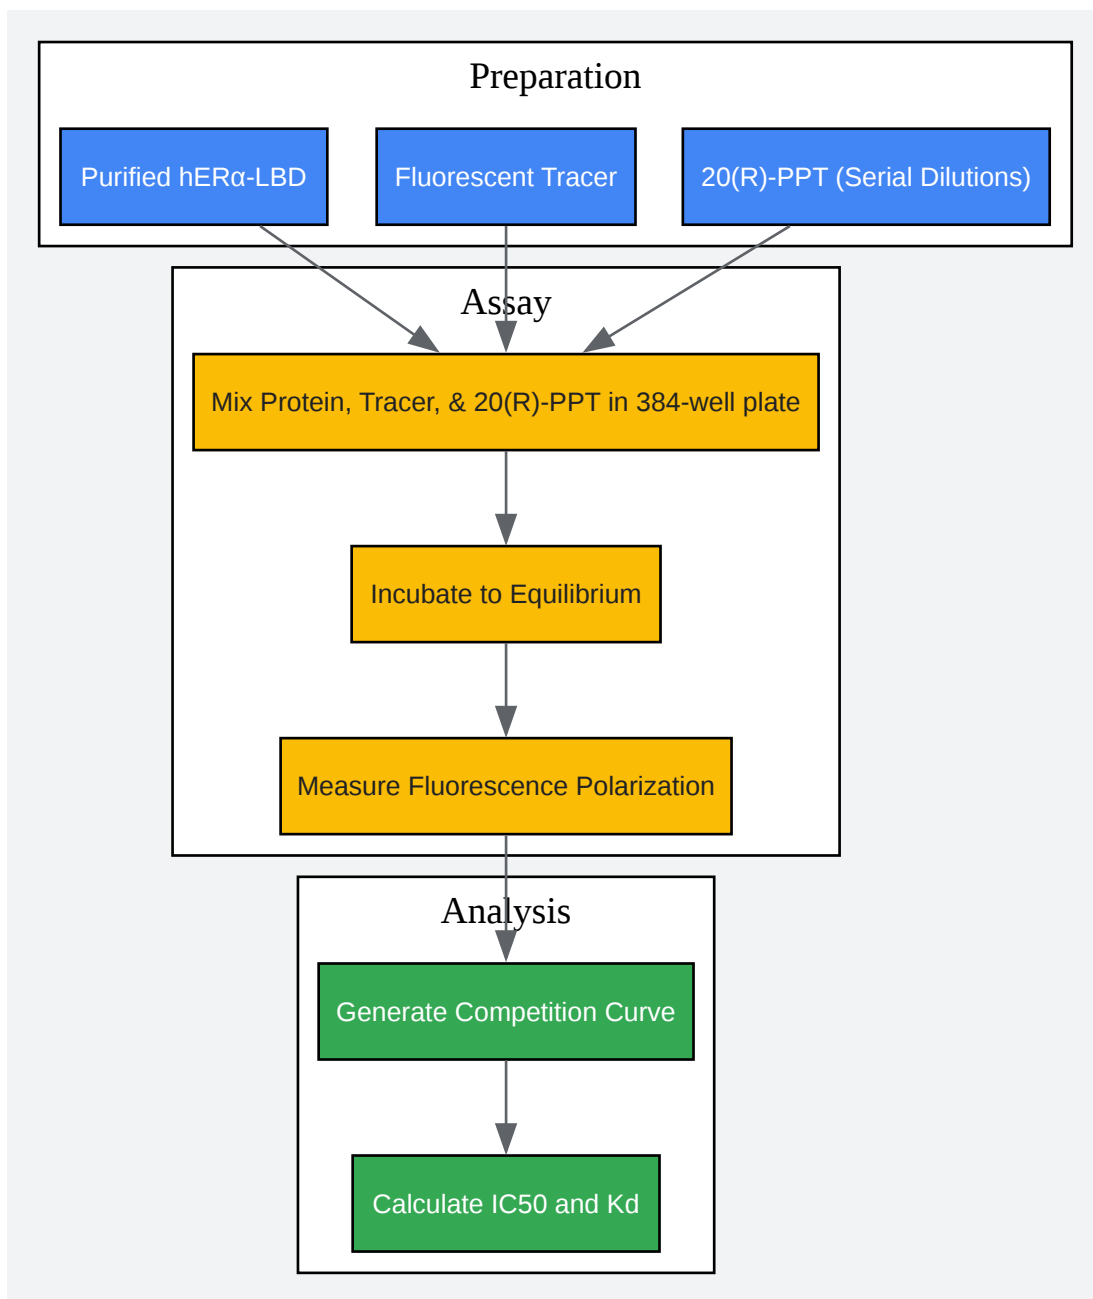 Preparation
Purified hERα-LBD
Fluorescent Tracer
20(R)-PPT (Serial Dilutions)
Assay
Mix Protein, Tracer, & 20(R)-PPT in 384-well plate
Incubate to Equilibrium
Measure Fluorescence Polarization
Analysis
Generate Competition Curve
Calculate IC50 and Kd